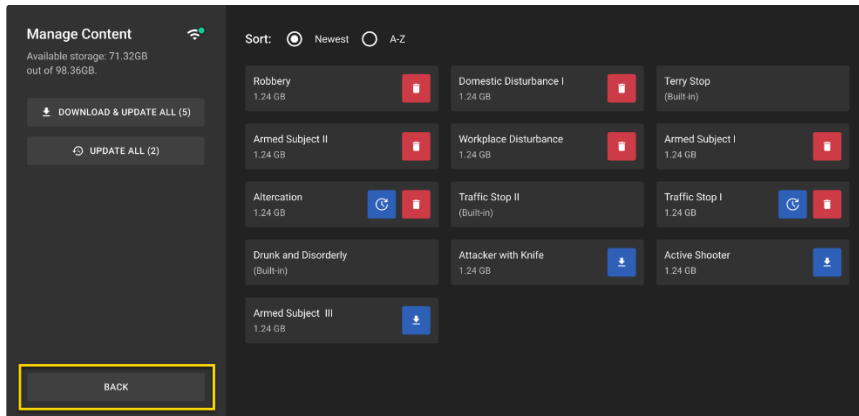 Manage Content
Available storage: 71.32GB
out of 98.36GB.
DOWNLOAD & UPDATE ALL (5)
UPDATE ALL (2)
BACK
Sort: Newest A-Z
Robbery
1.24 GB
Domestic Disturbance I
1.24 GB
Terry Stop
(Built-in)
Armed Subject II
1.24 GB
Workplace Disturbance
1.24 GB
Armed Subject I
1.24 GB
Altercation
1.24 GB
Traffic Stop II
(Built-in)
Traffic Stop I
1.24 GB
Drunk and Disorderly
(Built-in)
Attacker with Knife
1.24 GB
Active Shooter
1.24 GB
Armed Subject III
1.24 GB